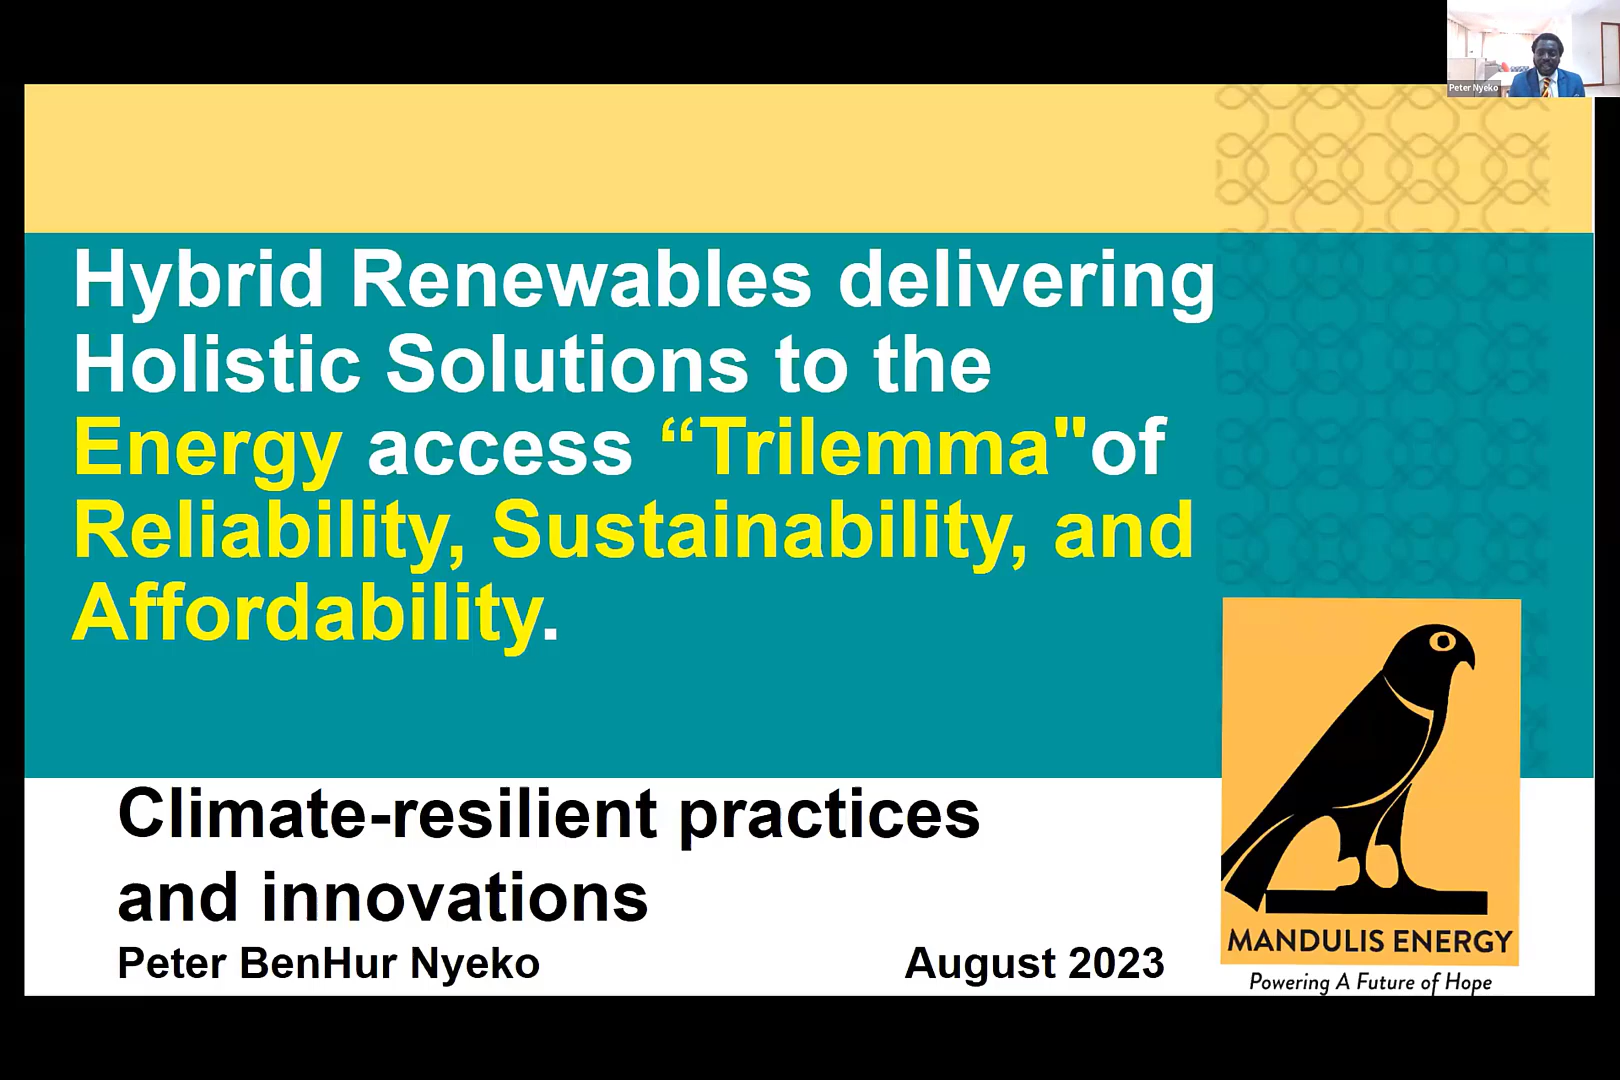 Peter Nyeko
Hybrid Renewables delivering
Holistic Solutions to the
Energy access “Trilemma"of
Reliability, Sustainability, and
Affordability.
Climate-resilient practices
and innovations
Peter BenHur Nyeko
August 2023
MANDULIS ENERGY
Powering A Future of Hope